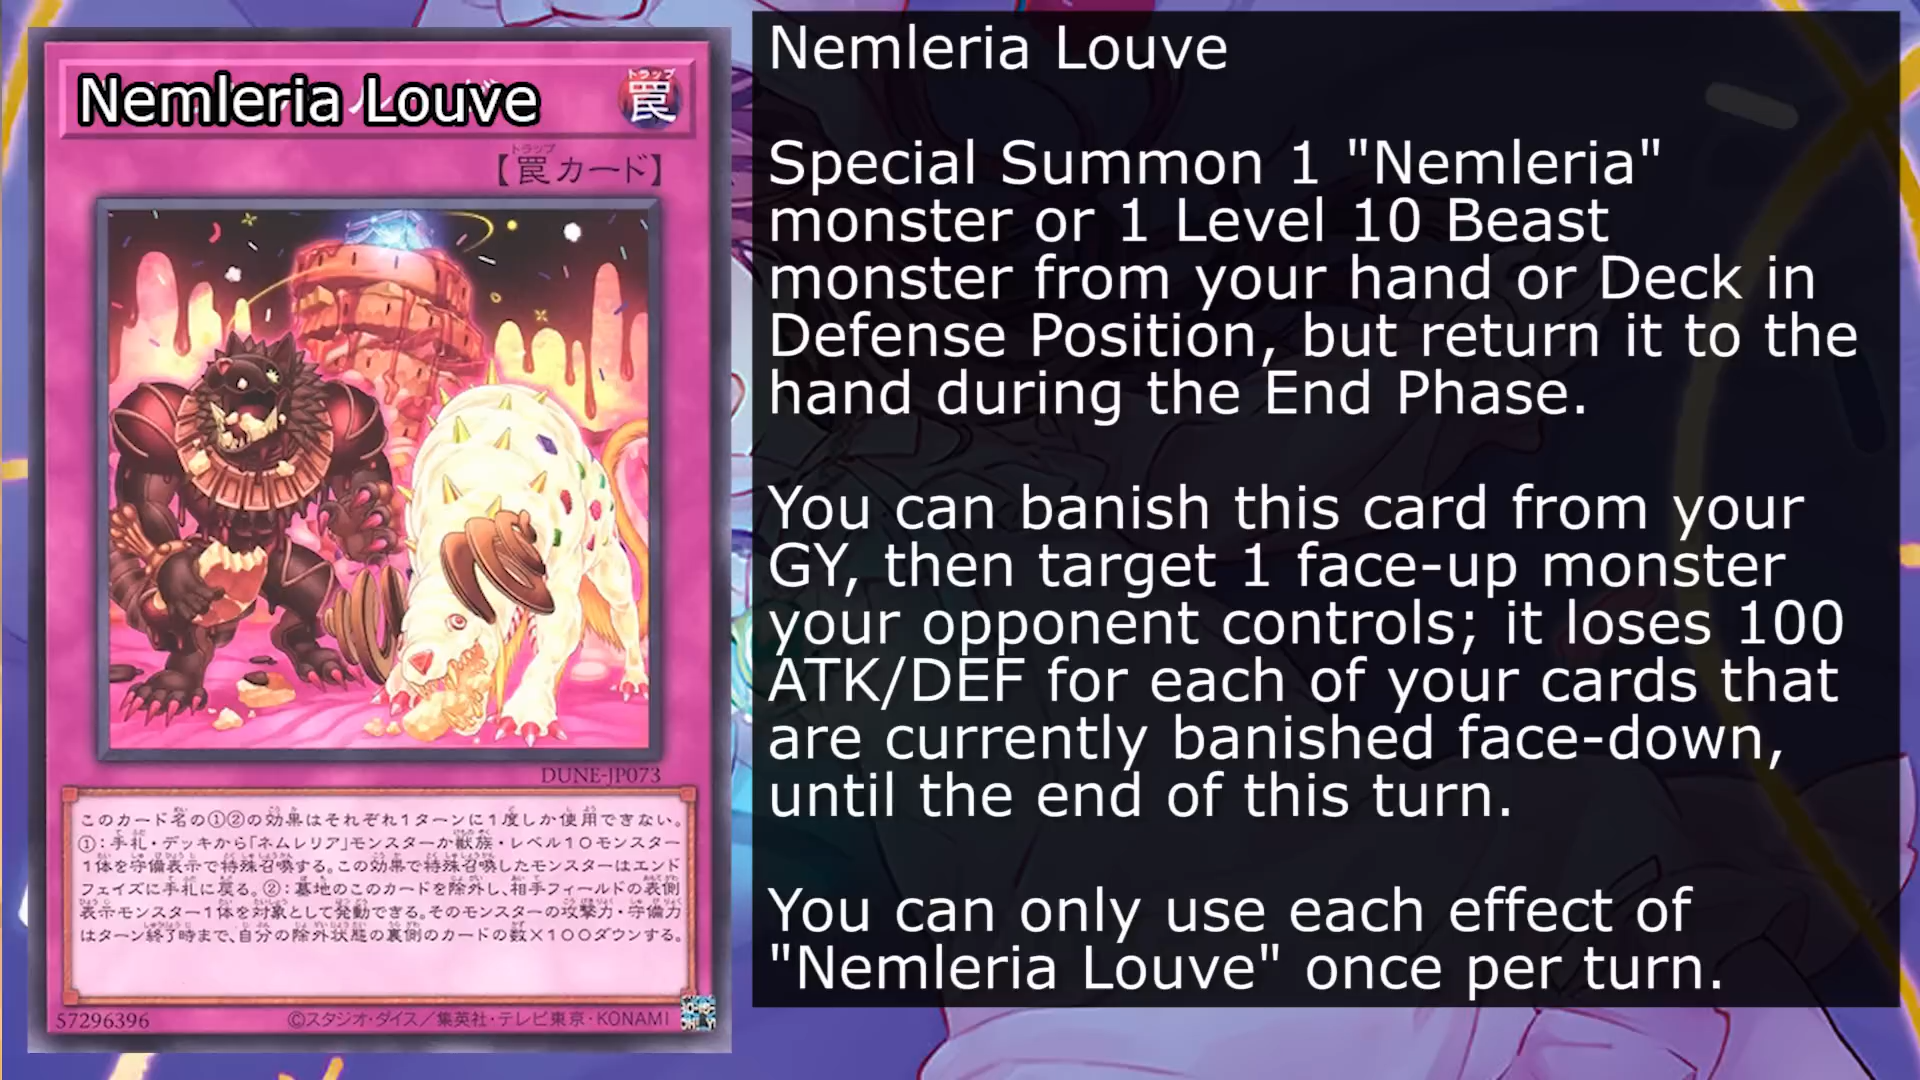 Nemleria Louve
トラップ
罠
トラップ
【罠カード】
DUNE-JP073
このカード名の①②の効果はそれぞれ1ターンに1度しか使用できない。
①:手札・デッキから「ネムレリア」モンスターか獣族・レベル10モンスター
1体を守備表示で特殊召喚する。この効果で特殊召喚したモンスターはエンド
フェイズに手札に戻る。②:墓地のこのカードを除外し、相手フィールドの表側
表示モンスター1体を対象として発動できる。そのモンスターの攻撃力・守備力
はターン終了時まで、自分の除外状態の裏側のカードの数×100ダウンする。
57296396
©スタジオ・ダイス/集英社・テレビ東京・KONAMI
Nemleria Louve
Special Summon 1 "Nemleria"
monster or 1 Level 10 Beast
monster from your hand or Deck in
Defense Position, but return it to the
hand during the End Phase.
You can banish this card from your
GY, then target 1 face-up monster
your opponent controls; it loses 100
ATK/DEF for each of your cards that
are currently banished face-down,
until the end of this turn.
You can only use each effect of
"Nemleria Louve" once per turn.